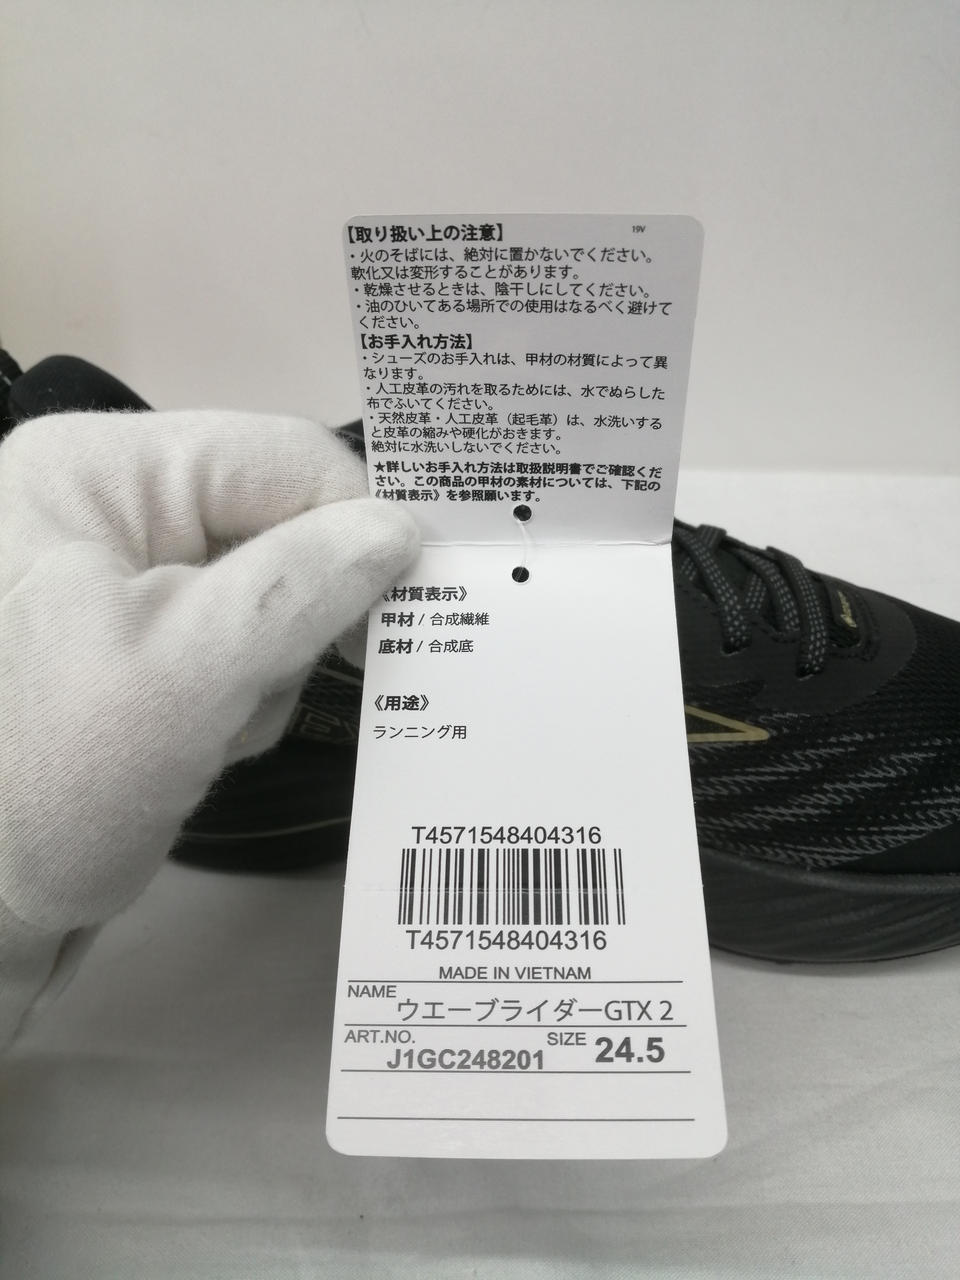 【取り扱い上の注意】
19V
・火のそばには、絶対に置かないでください。
軟化又は変形することがあります。
・乾燥させるときは、陰干しにしてください。
・油のひいてある場所での使用はなるべく避けて
ください。
【お手入れ方法】
・シューズのお手入れは、甲材の材質によって異
なります。
・人工皮革の汚れを取るためには、水でぬらした
布でふいてください。
・天然皮革・人工皮革（起毛革）は、水洗いする
と皮革の縮みや硬化がおきます。
絶対に水洗いしないでください。
★詳しいお手入れ方法は取扱説明書でご確認くだ
さい。この商品の甲材の素材については、下記の
《材質表示》を参照願います。
《材質表示》
甲材 / 合成繊維
底材 / 合成底
《用途》
ランニング用
T4571548404316
T4571548404316
MADE IN VIETNAM
NAME ウエーブライダーGTX 2
ART.NO. J1GC248201 SIZE 24.5